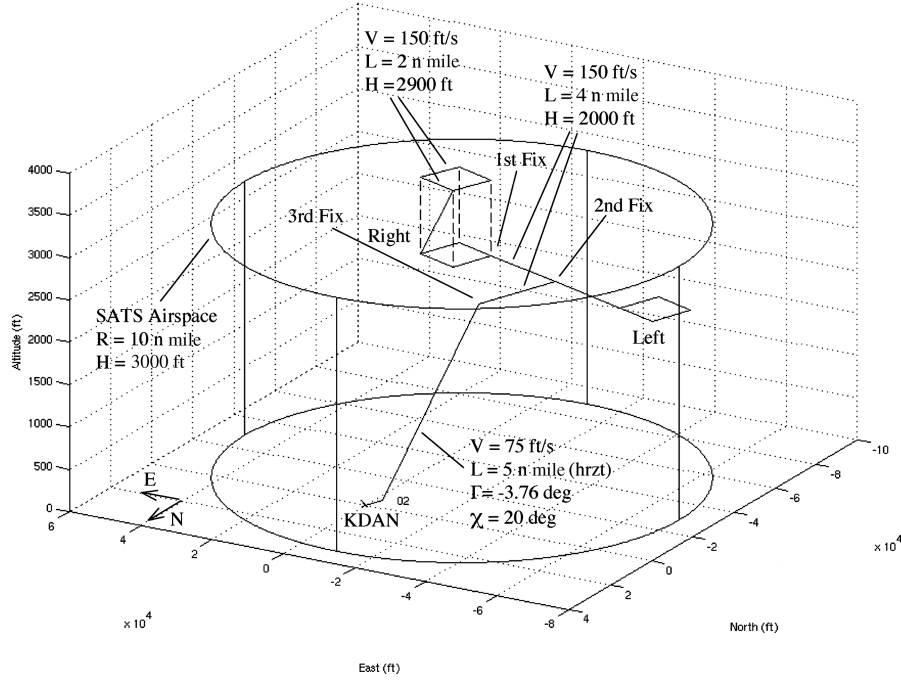 V = 150 ft/s
L = 2 n mile
H = 2900 ft
V = 150 ft/s
L = 4 n mile
H = 2000 ft
1st Fix
2nd Fix
3rd Fix
Right
Left
SATS Airspace
R = 10 n mile
H = 3000 ft
V = 75 ft/s
L = 5 n mile (hrzt)
Γ = -3.76 deg
χ = 20 deg
02
KDAN
E
N
4000
3500
3000
2500
2000
1500
1000
500
0
Altitude (ft)
6
4
2
0
-2
-4
-6
-8
x 10^4
East (ft)
4
2
0
-2
-4
-6
-8
-10
x 10^4
North (ft)